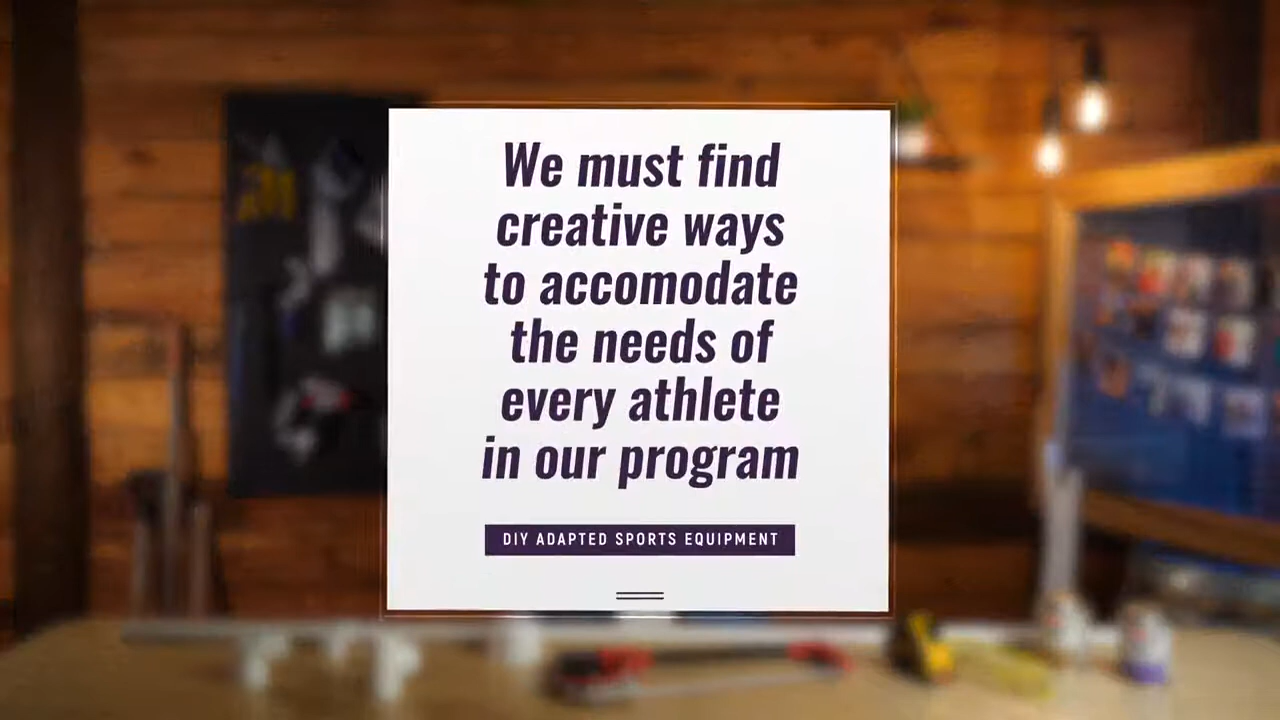 We must find
creative ways
to accomodate
the needs of
every athlete
in our program
DIY ADAPTED SPORTS EQUIPMENT